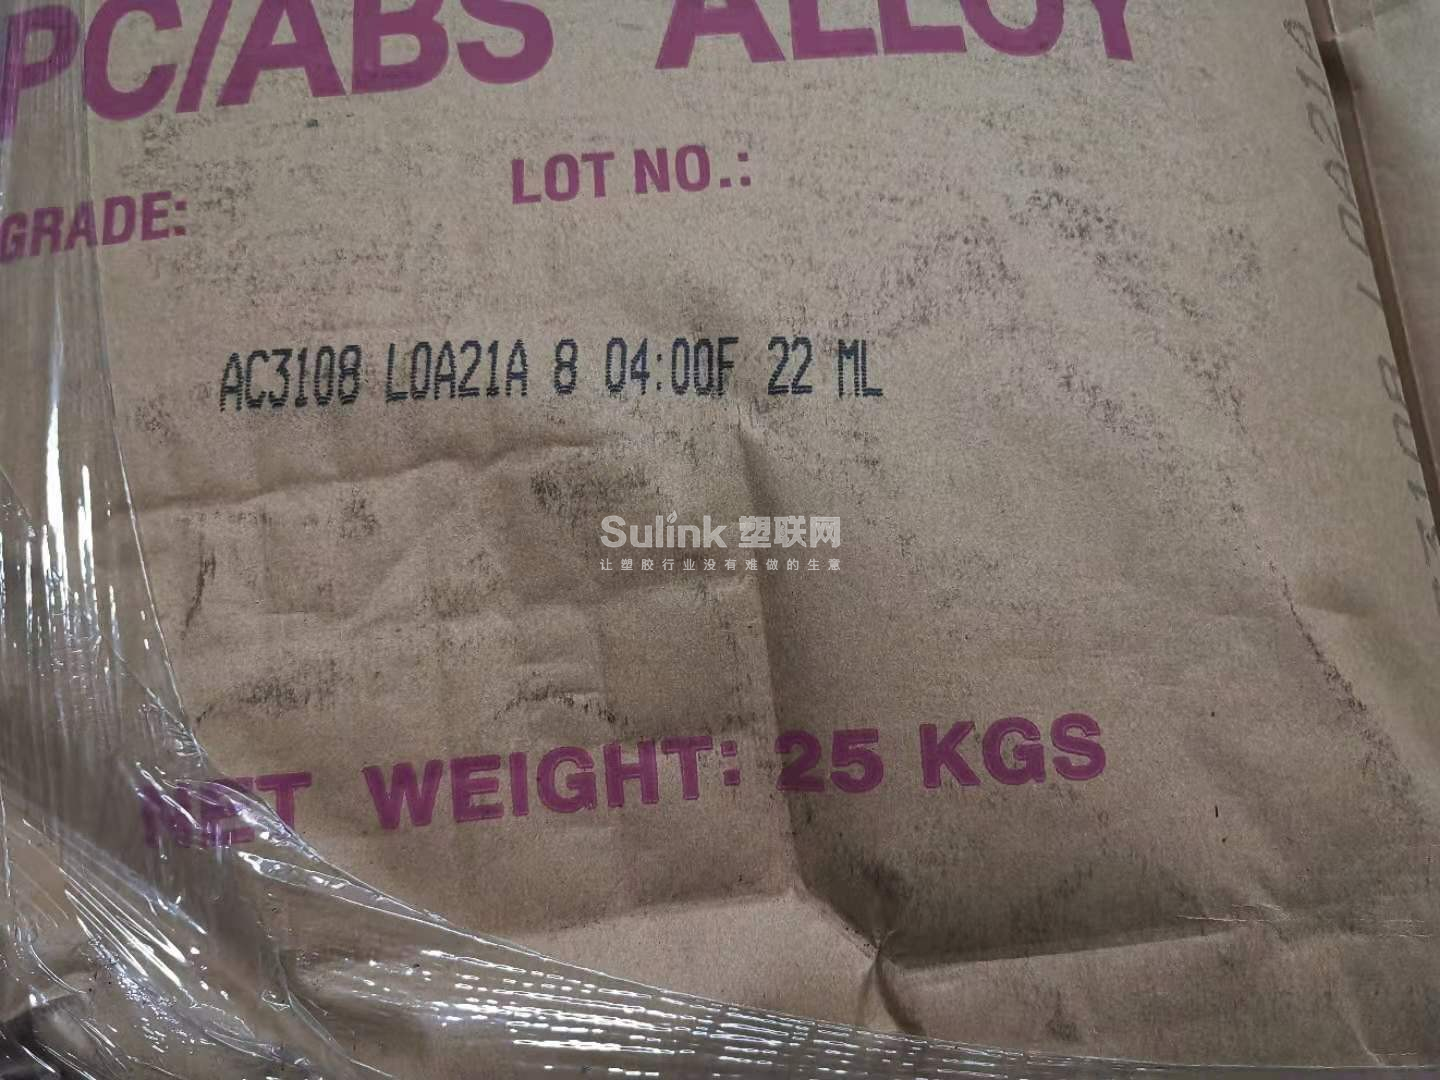 PC/ABS ALLOY
LOT NO.:
GRADE:
AC3108 L0A21A 8 04:00F 22 ML
Sulink 塑联网
让塑胶行业没有难做的生意
NET WEIGHT: 25 KGS